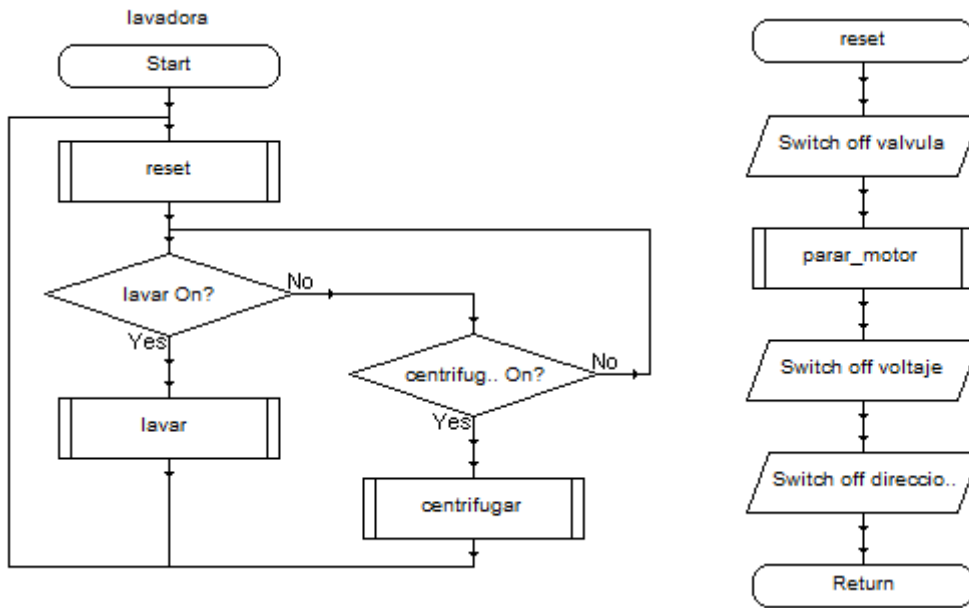 lavadora
Start
reset
lavar On?
No
Yes
centrifug.. On?
No
Yes
lavar
centrifugar
reset
Switch off valvula
parar_motor
Switch off voltaje
Switch off direccio..
Return